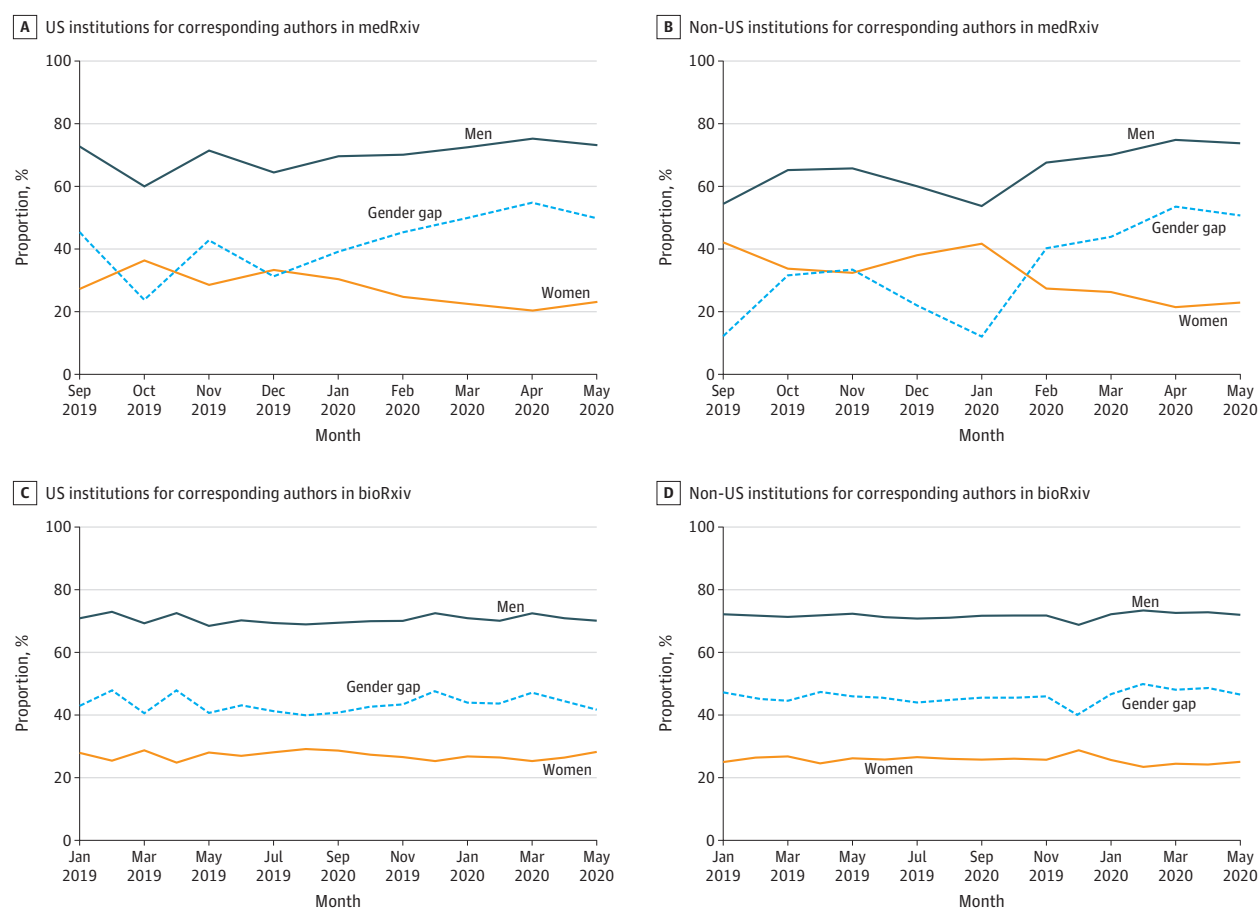 A US institutions for corresponding authors in medRxiv
100
80
60
40
20
0
Proportion, %
Men
Gender gap
Women
Sep Oct Nov Dec Jan Feb Mar Apr May
2019 2019 2019 2019 2020 2020 2020 2020 2020
Month
B Non-US institutions for corresponding authors in medRxiv
100
80
60
40
20
0
Proportion, %
Men
Gender gap
Women
Sep Oct Nov Dec Jan Feb Mar Apr May
2019 2019 2019 2019 2020 2020 2020 2020 2020
Month
C US institutions for corresponding authors in bioRxiv
100
80
60
40
20
0
Proportion, %
Men
Gender gap
Women
Jan Mar May Jul Sep Nov Jan Mar May
2019 2019 2019 2019 2019 2019 2020 2020 2020
Month
D Non-US institutions for corresponding authors in bioRxiv
100
80
60
40
20
0
Proportion, %
Men
Gender gap
Women
Jan Mar May Jul Sep Nov Jan Mar May
2019 2019 2019 2019 2019 2019 2020 2020 2020
Month